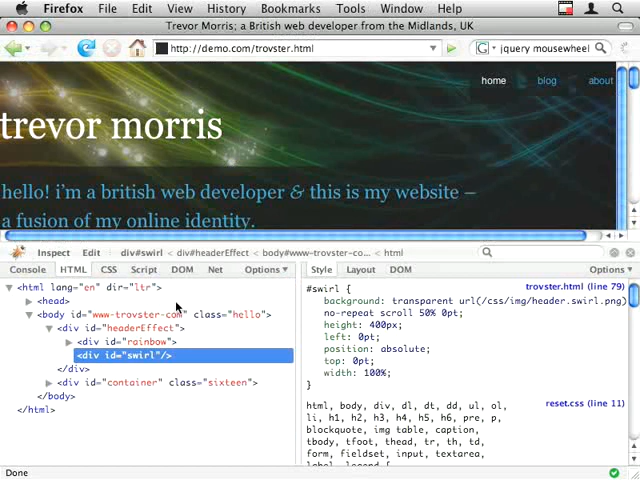 Firefox File Edit View History Bookmarks Tools Window Help
Trevor Morris; a British web developer from the Midlands, UK
http://demo.com/trovster.html
jquery mousewheel
home blog about
trevor morris
hello! i'm a british web developer & this is my website –
a fusion of my online identity.
Inspect Edit div#swirl < div#headerEffect < body#www-trovster-co... < html
Console HTML CSS Script DOM Net Options
Style Layout DOM Options
<html lang="en" dir="ltr">
<head>
<body id="www-trovster-com" class="hello">
<div id="headerEffect">
<div id="rainbow">
<div id="swirl"/>
</div>
<div id="container" class="sixteen">
</body>
</html>
#swirl { trovster.html (line 79)
background: transparent url(/css/img/header.swirl.png)
no-repeat scroll 50% 0pt;
height: 400px;
left: 0pt;
position: absolute;
top: 0pt;
width: 100%;
}
html, body, div, dl, dt, dd, ul, ol, reset.css (line 11)
li, h1, h2, h3, h4, h5, h6, pre, p,
blockquote, img table, caption,
tbody, tfoot, thead, tr, th, td,
form, fieldset, input, textarea,
label, legend {
Done